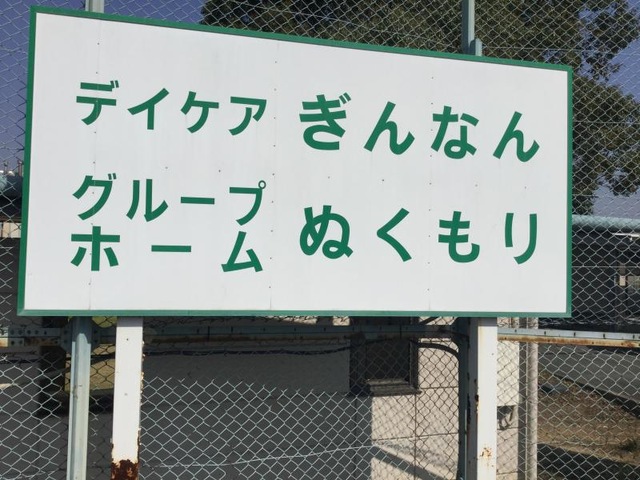 デイケア ぎんなん
グループ
ホーム ぬくもり